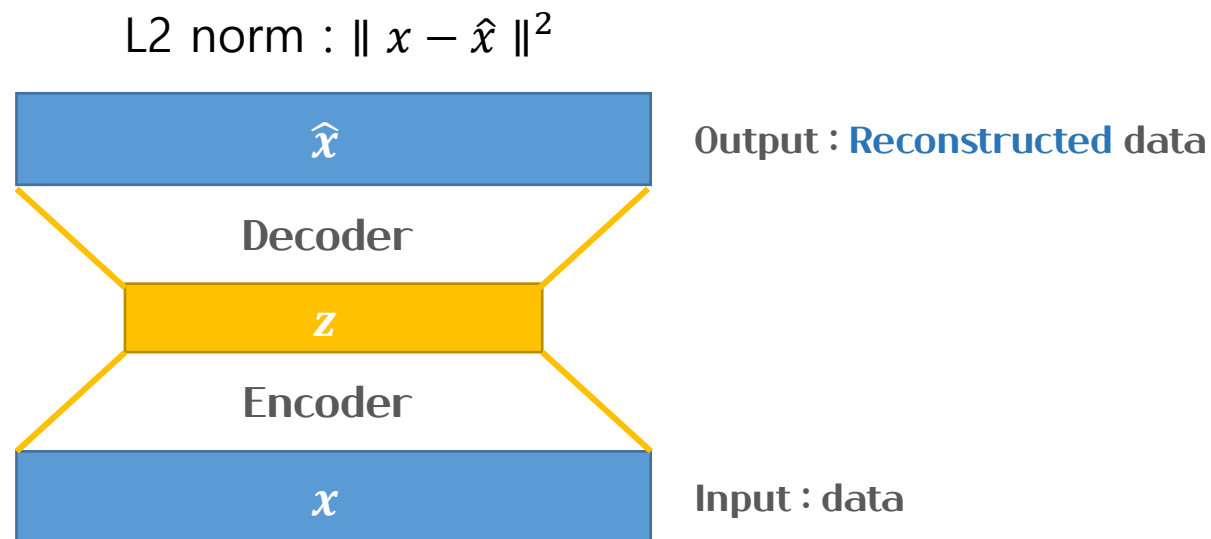 L2 norm : ‖ x − x̂ ‖²
x̂
Output : Reconstructed data
Decoder
z
Encoder
x
Input : data